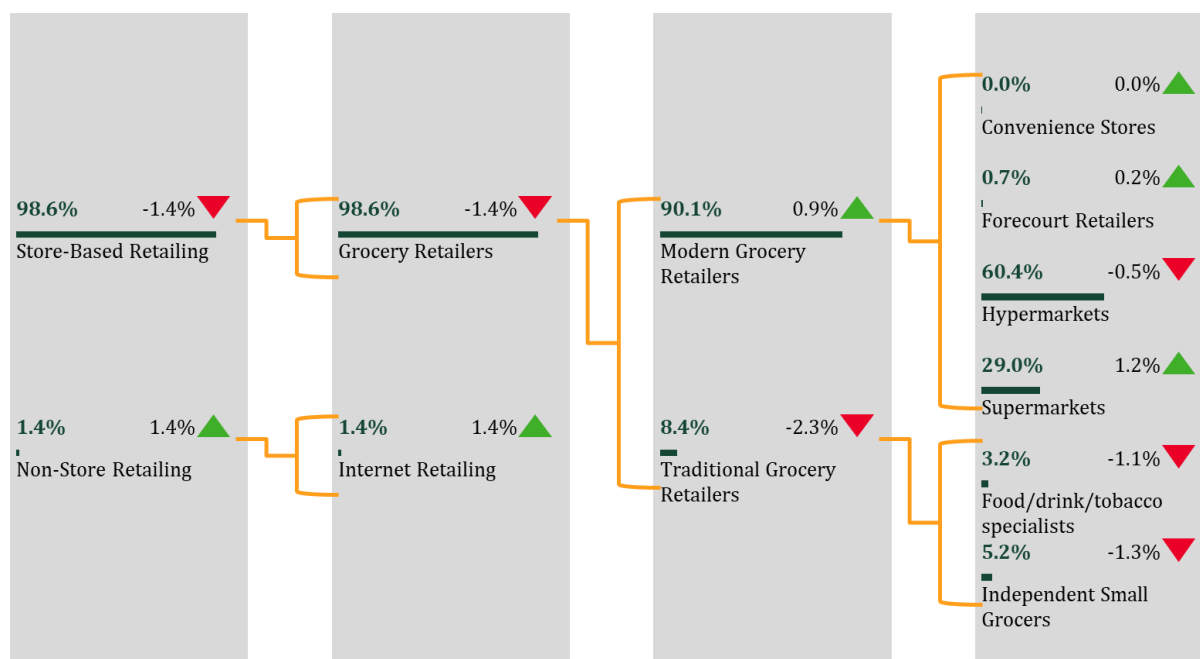 98.6% -1.4%
Store-Based Retailing
1.4% 1.4%
Non-Store Retailing
98.6% -1.4%
Grocery Retailers
1.4% 1.4%
Internet Retailing
90.1% 0.9%
Modern Grocery
Retailers
8.4% -2.3%
Traditional Grocery
Retailers
0.0% 0.0%
Convenience Stores
0.7% 0.2%
Forecourt Retailers
60.4% -0.5%
Hypermarkets
29.0% 1.2%
Supermarkets
3.2% -1.1%
Food/drink/tobacco
specialists
5.2% -1.3%
Independent Small
Grocers